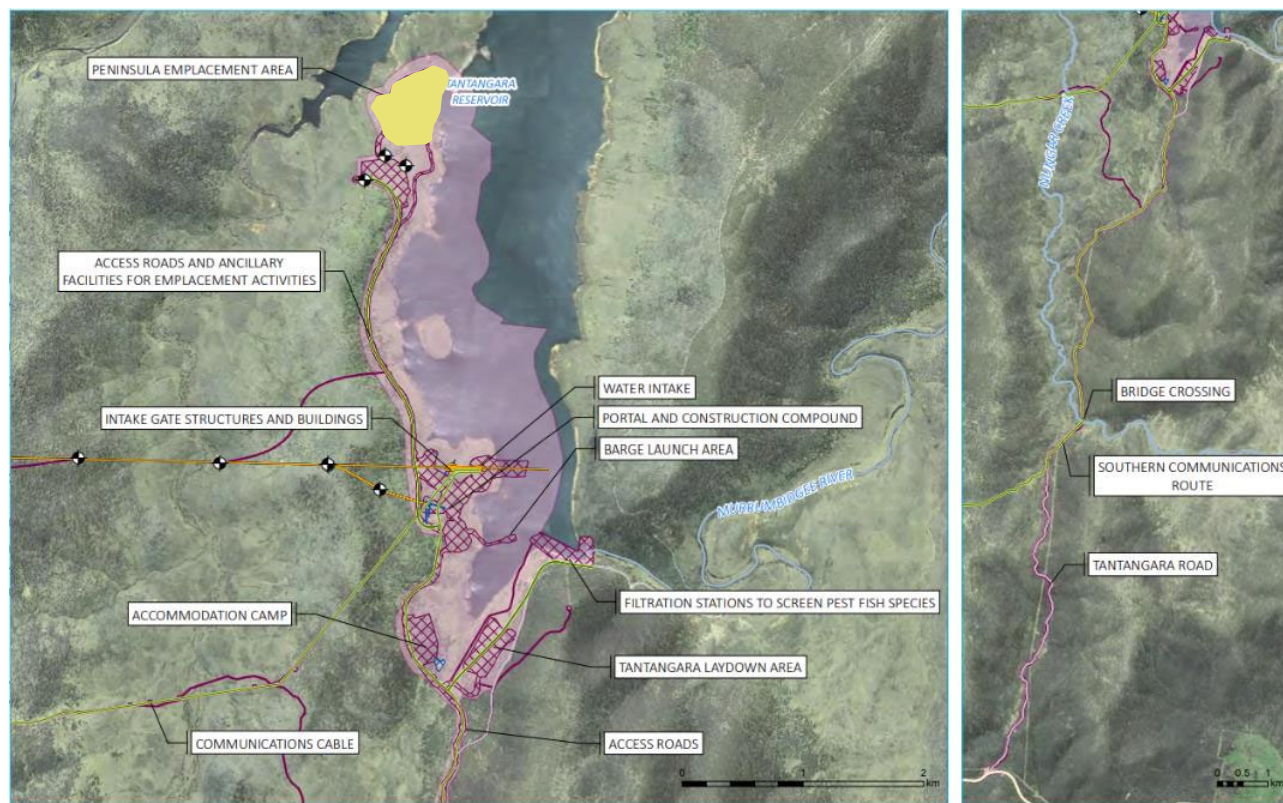 PENINSULA EMPLACEMENT AREA
TANTANGARA
RESERVOIR
ACCESS ROADS AND ANCILLARY
FACILITIES FOR EMPLACEMENT ACTIVITIES
WATER INTAKE
INTAKE GATE STRUCTURES AND BUILDINGS
PORTAL AND CONSTRUCTION COMPOUND
BARGE LAUNCH AREA
MURRUMBIDGEE RIVER
FILTRATION STATIONS TO SCREEN PEST FISH SPECIES
ACCOMMODATION CAMP
TANTANGARA LAYDOWN AREA
COMMUNICATIONS CABLE
ACCESS ROADS
0 1 2
km
NUNGAR CREEK
BRIDGE CROSSING
SOUTHERN COMMUNICATIONS
ROUTE
TANTANGARA ROAD
0 0.5 1
km